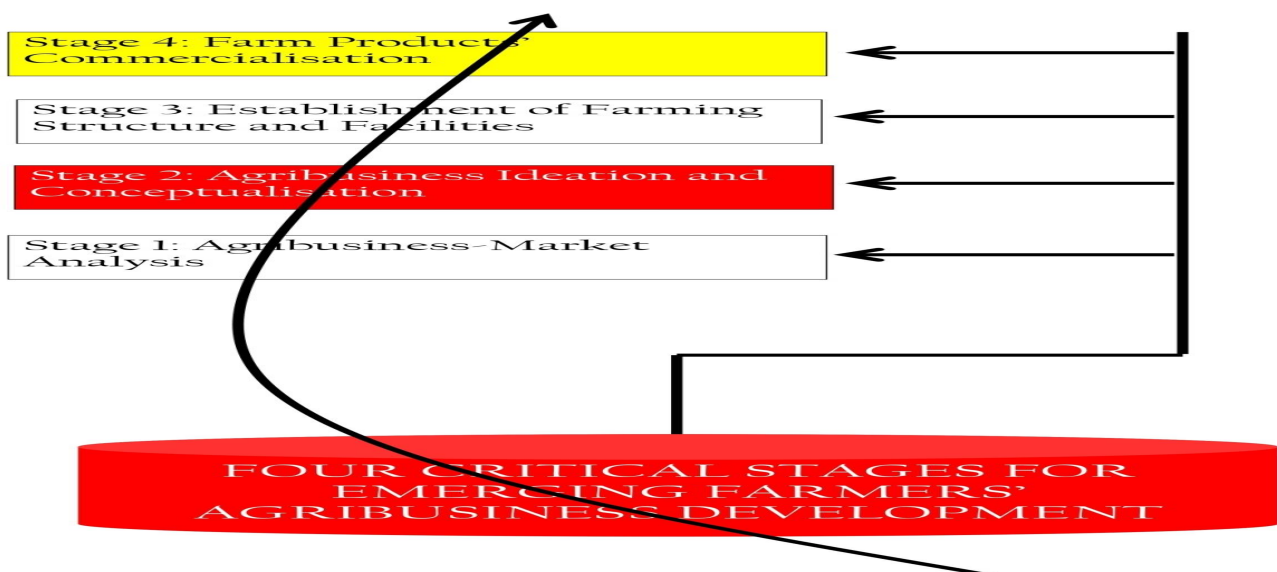 Stage 4: Farm Products'
Commercialisation
Stage 3: Establishment of Farming
Structure and Facilities
Stage 2: Agribusiness Ideation and
Conceptualisation
Stage 1: Agribusiness-Market
Analysis
FOUR CRITICAL STAGES FOR
EMERGING FARMERS'
AGRIBUSINESS DEVELOPMENT